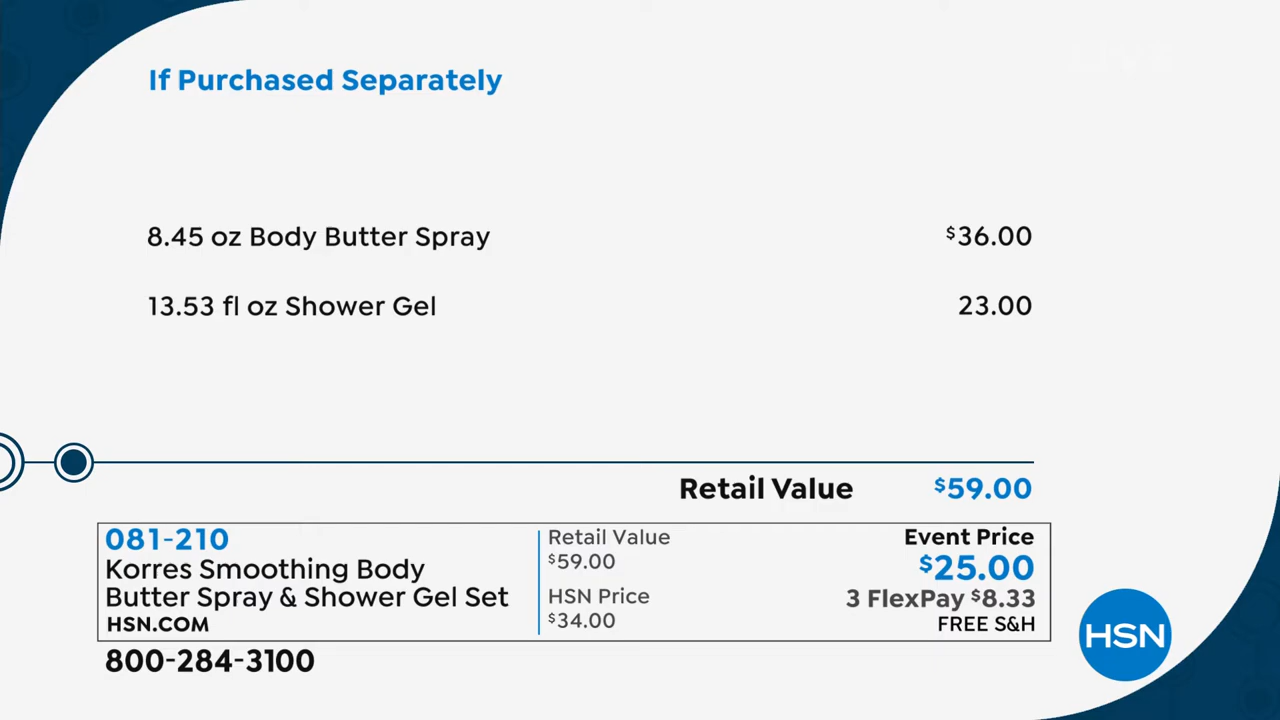 If Purchased Separately
8.45 oz Body Butter Spray $36.00
13.53 fl oz Shower Gel 23.00
Retail Value $59.00
081-210
Korres Smoothing Body
Butter Spray & Shower Gel Set
HSN.COM
Retail Value
$59.00
HSN Price
$34.00
Event Price
$25.00
3 FlexPay $8.33
FREE S&H
800-284-3100
HSN